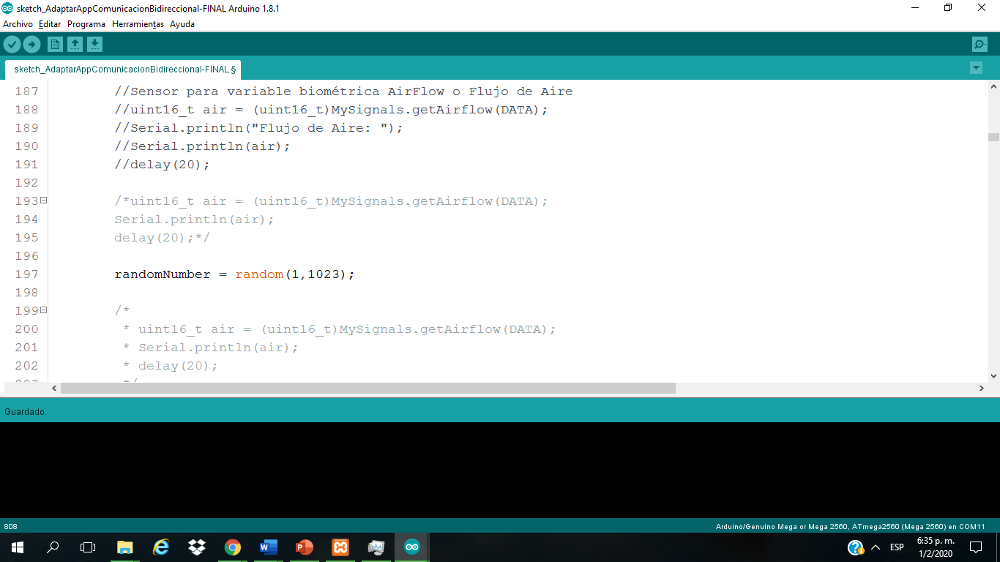 sketch_AdaptarAppComunicacionBidireccional-FINAL Arduino 1.8.1
Archivo Editar Programa Herramientas Ayuda
sketch_AdaptarAppComunicacionBidireccional-FINAL §
187 //Sensor para variable biométrica AirFlow o Flujo de Aire
188 //uint16_t air = (uint16_t)MySignals.getAirflow(DATA);
189 //Serial.println("Flujo de Aire: ");
190 //Serial.println(air);
191 //delay(20);
192
193 /*uint16_t air = (uint16_t)MySignals.getAirflow(DATA);
194 Serial.println(air);
195 delay(20);*/
196
197 randomNumber = random(1,1023);
198
199 /*
200 * uint16_t air = (uint16_t)MySignals.getAirflow(DATA);
201 * Serial.println(air);
202 * delay(20);
203 */
Guardado.
808 Arduino/Genuino Mega or Mega 2560, ATmega2560 (Mega 2560) en COM11
ESP 6:35 p. m.
1/2/2020